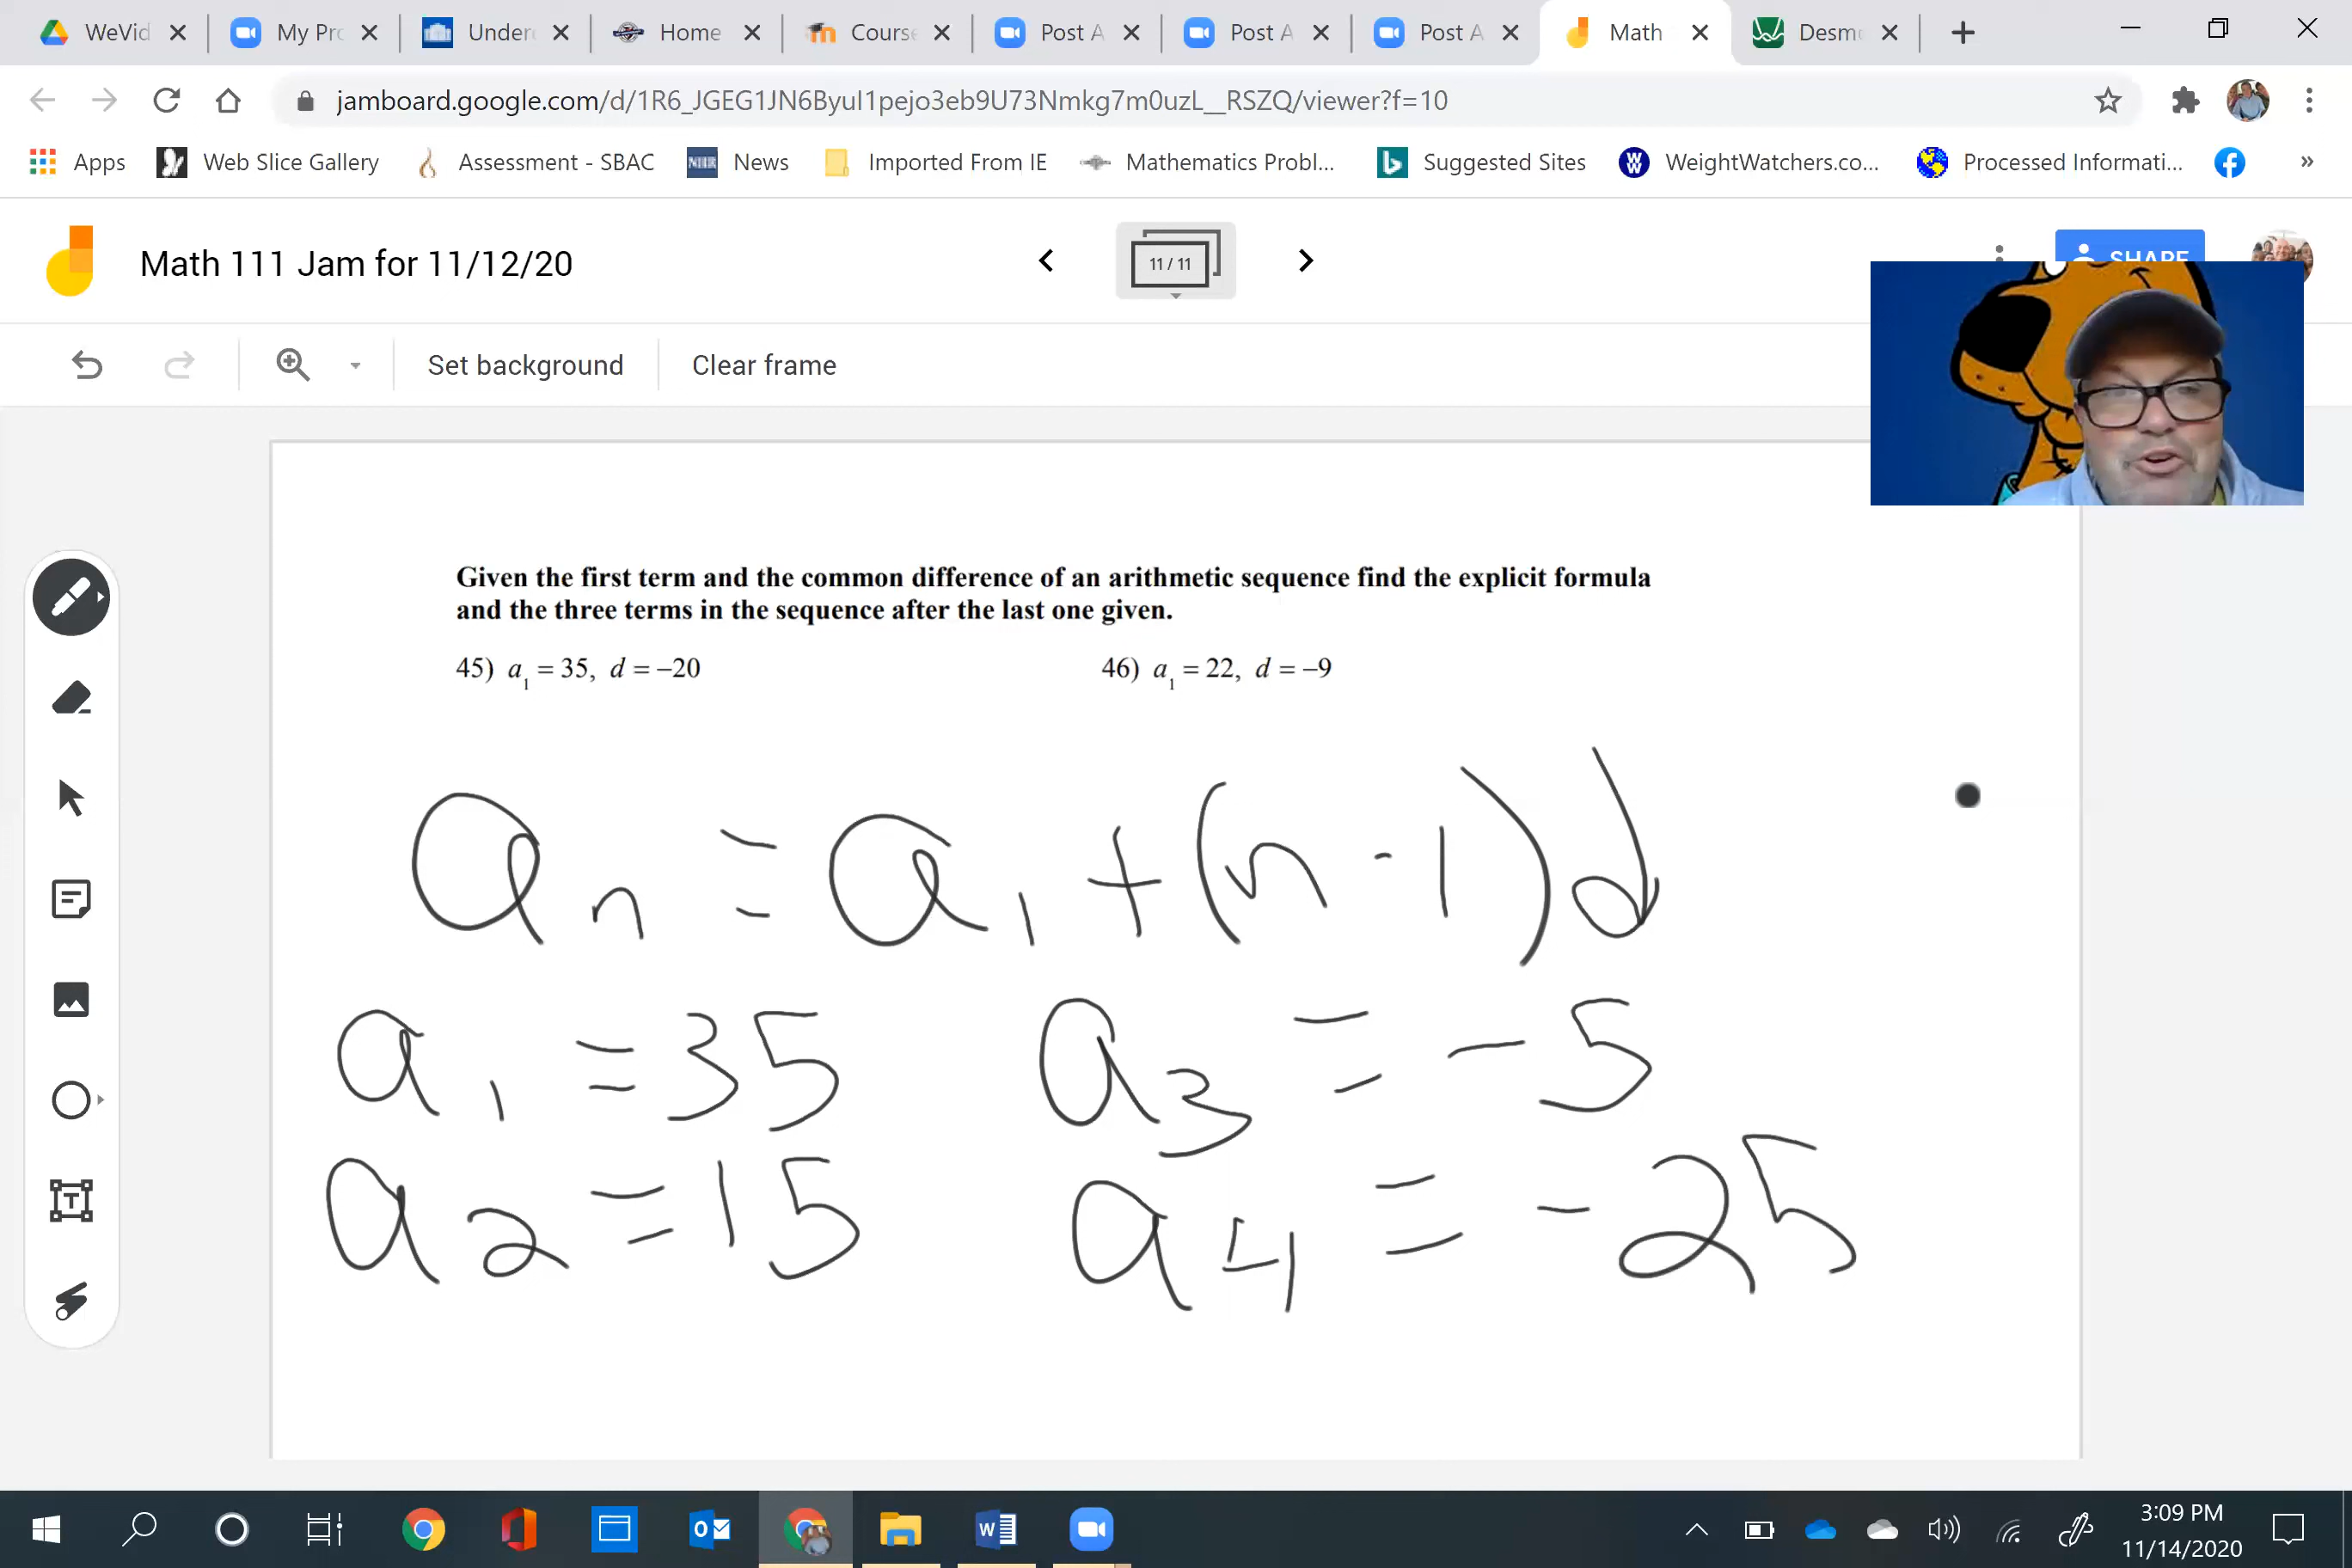 WeVid My Pro Under Home Course Post A Post A Post A Math Desm
jamboard.google.com/d/1R6_JGEG1JN6ByuI1pejo3eb9U73Nmkg7m0uzL__RSZQ/viewer?f=10
Apps Web Slice Gallery Assessment - SBAC NHR News Imported From IE Mathematics Probl... Suggested Sites WeightWatchers.co... Processed Informati... »
Math 111 Jam for 11/12/20 11 / 11 SHARE
Set background Clear frame
Given the first term and the common difference of an arithmetic sequence find the explicit formula
and the three terms in the sequence after the last one given.
45) a₁ = 35, d = –20 46) a₁ = 22, d = –9
aₙ = a₁ + (n - 1)d
a₁ = 35 a₃ = -5
a₂ = 15 a₄ = -25
3:09 PM
11/14/2020